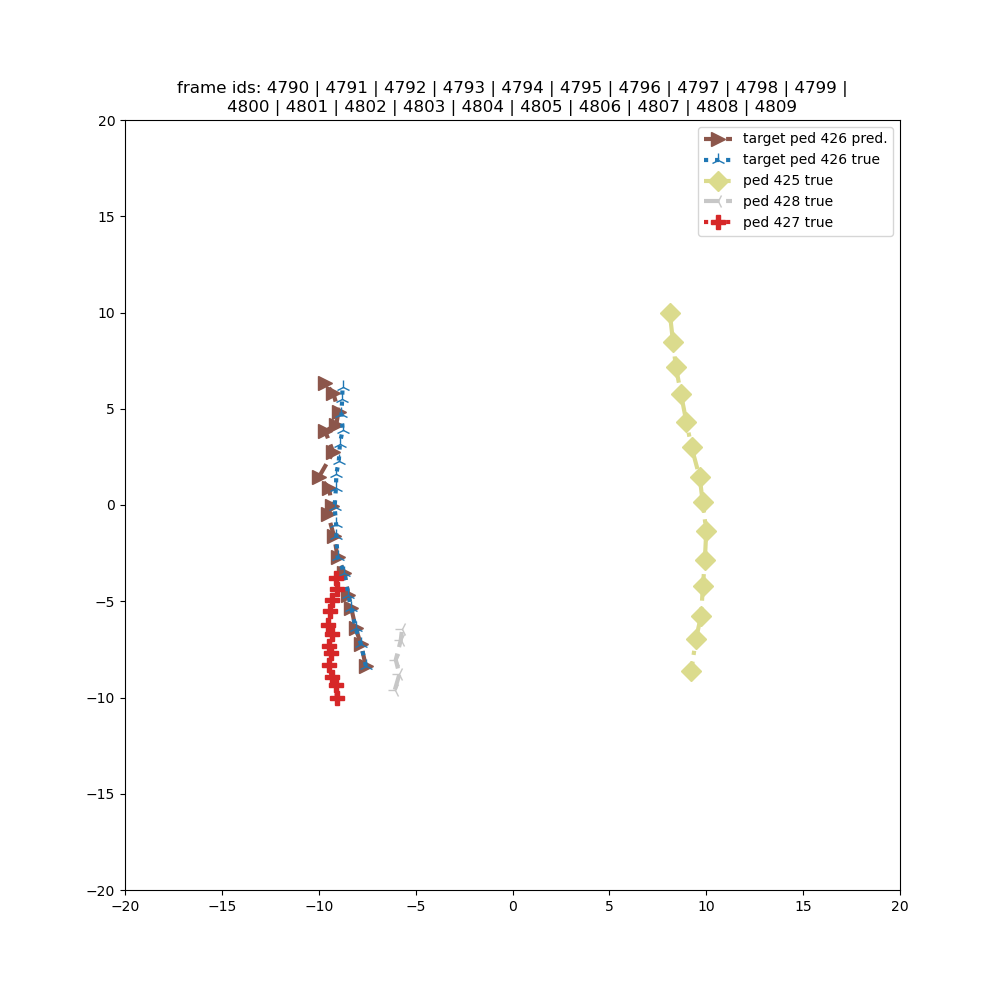 frame ids: 4790 | 4791 | 4792 | 4793 | 4794 | 4795 | 4796 | 4797 | 4798 | 4799 |
4800 | 4801 | 4802 | 4803 | 4804 | 4805 | 4806 | 4807 | 4808 | 4809
target ped 426 pred.
target ped 426 true
ped 425 true
ped 428 true
ped 427 true
20
15
10
5
0
−5
−10
−15
−20
−20 −15 −10 −5 0 5 10 15 20